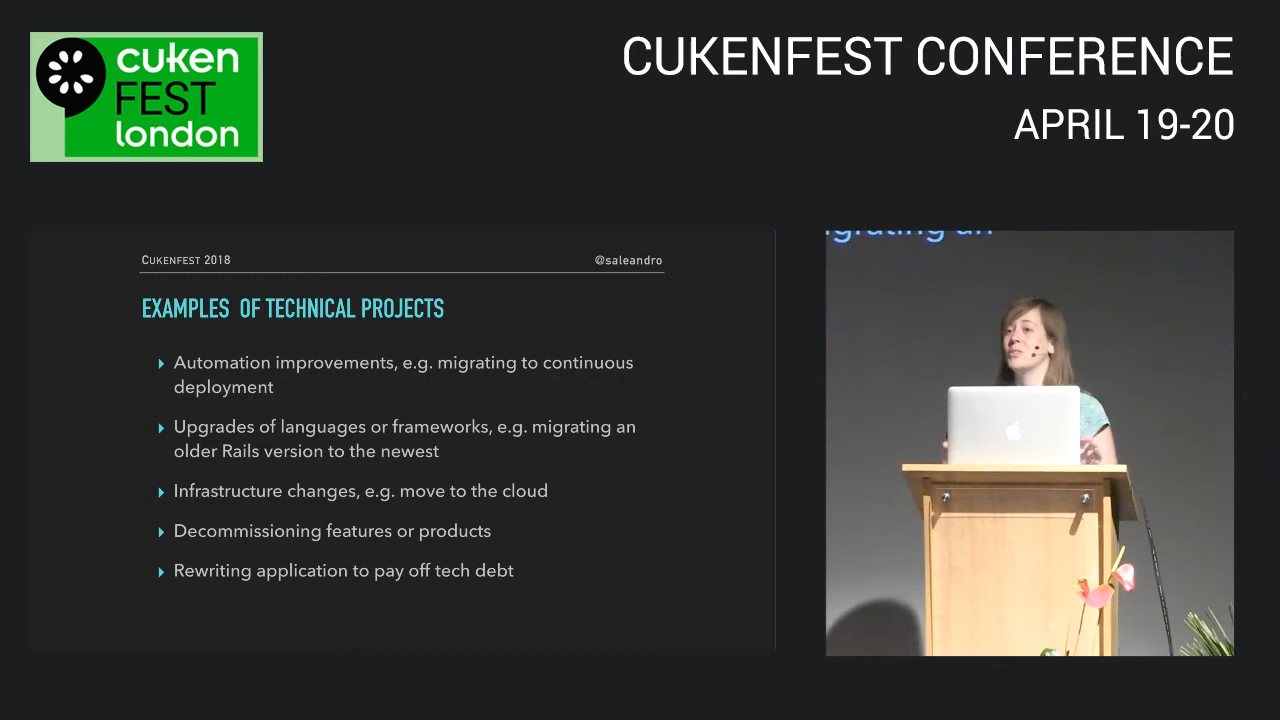 cuken
FEST
london
CUKENFEST CONFERENCE
APRIL 19-20
CUKENFEST 2018
@saleandro
EXAMPLES OF TECHNICAL PROJECTS
Automation improvements, e.g. migrating to continuous
deployment
Upgrades of languages or frameworks, e.g. migrating an
older Rails version to the newest
Infrastructure changes, e.g. move to the cloud
Decommissioning features or products
Rewriting application to pay off tech debt